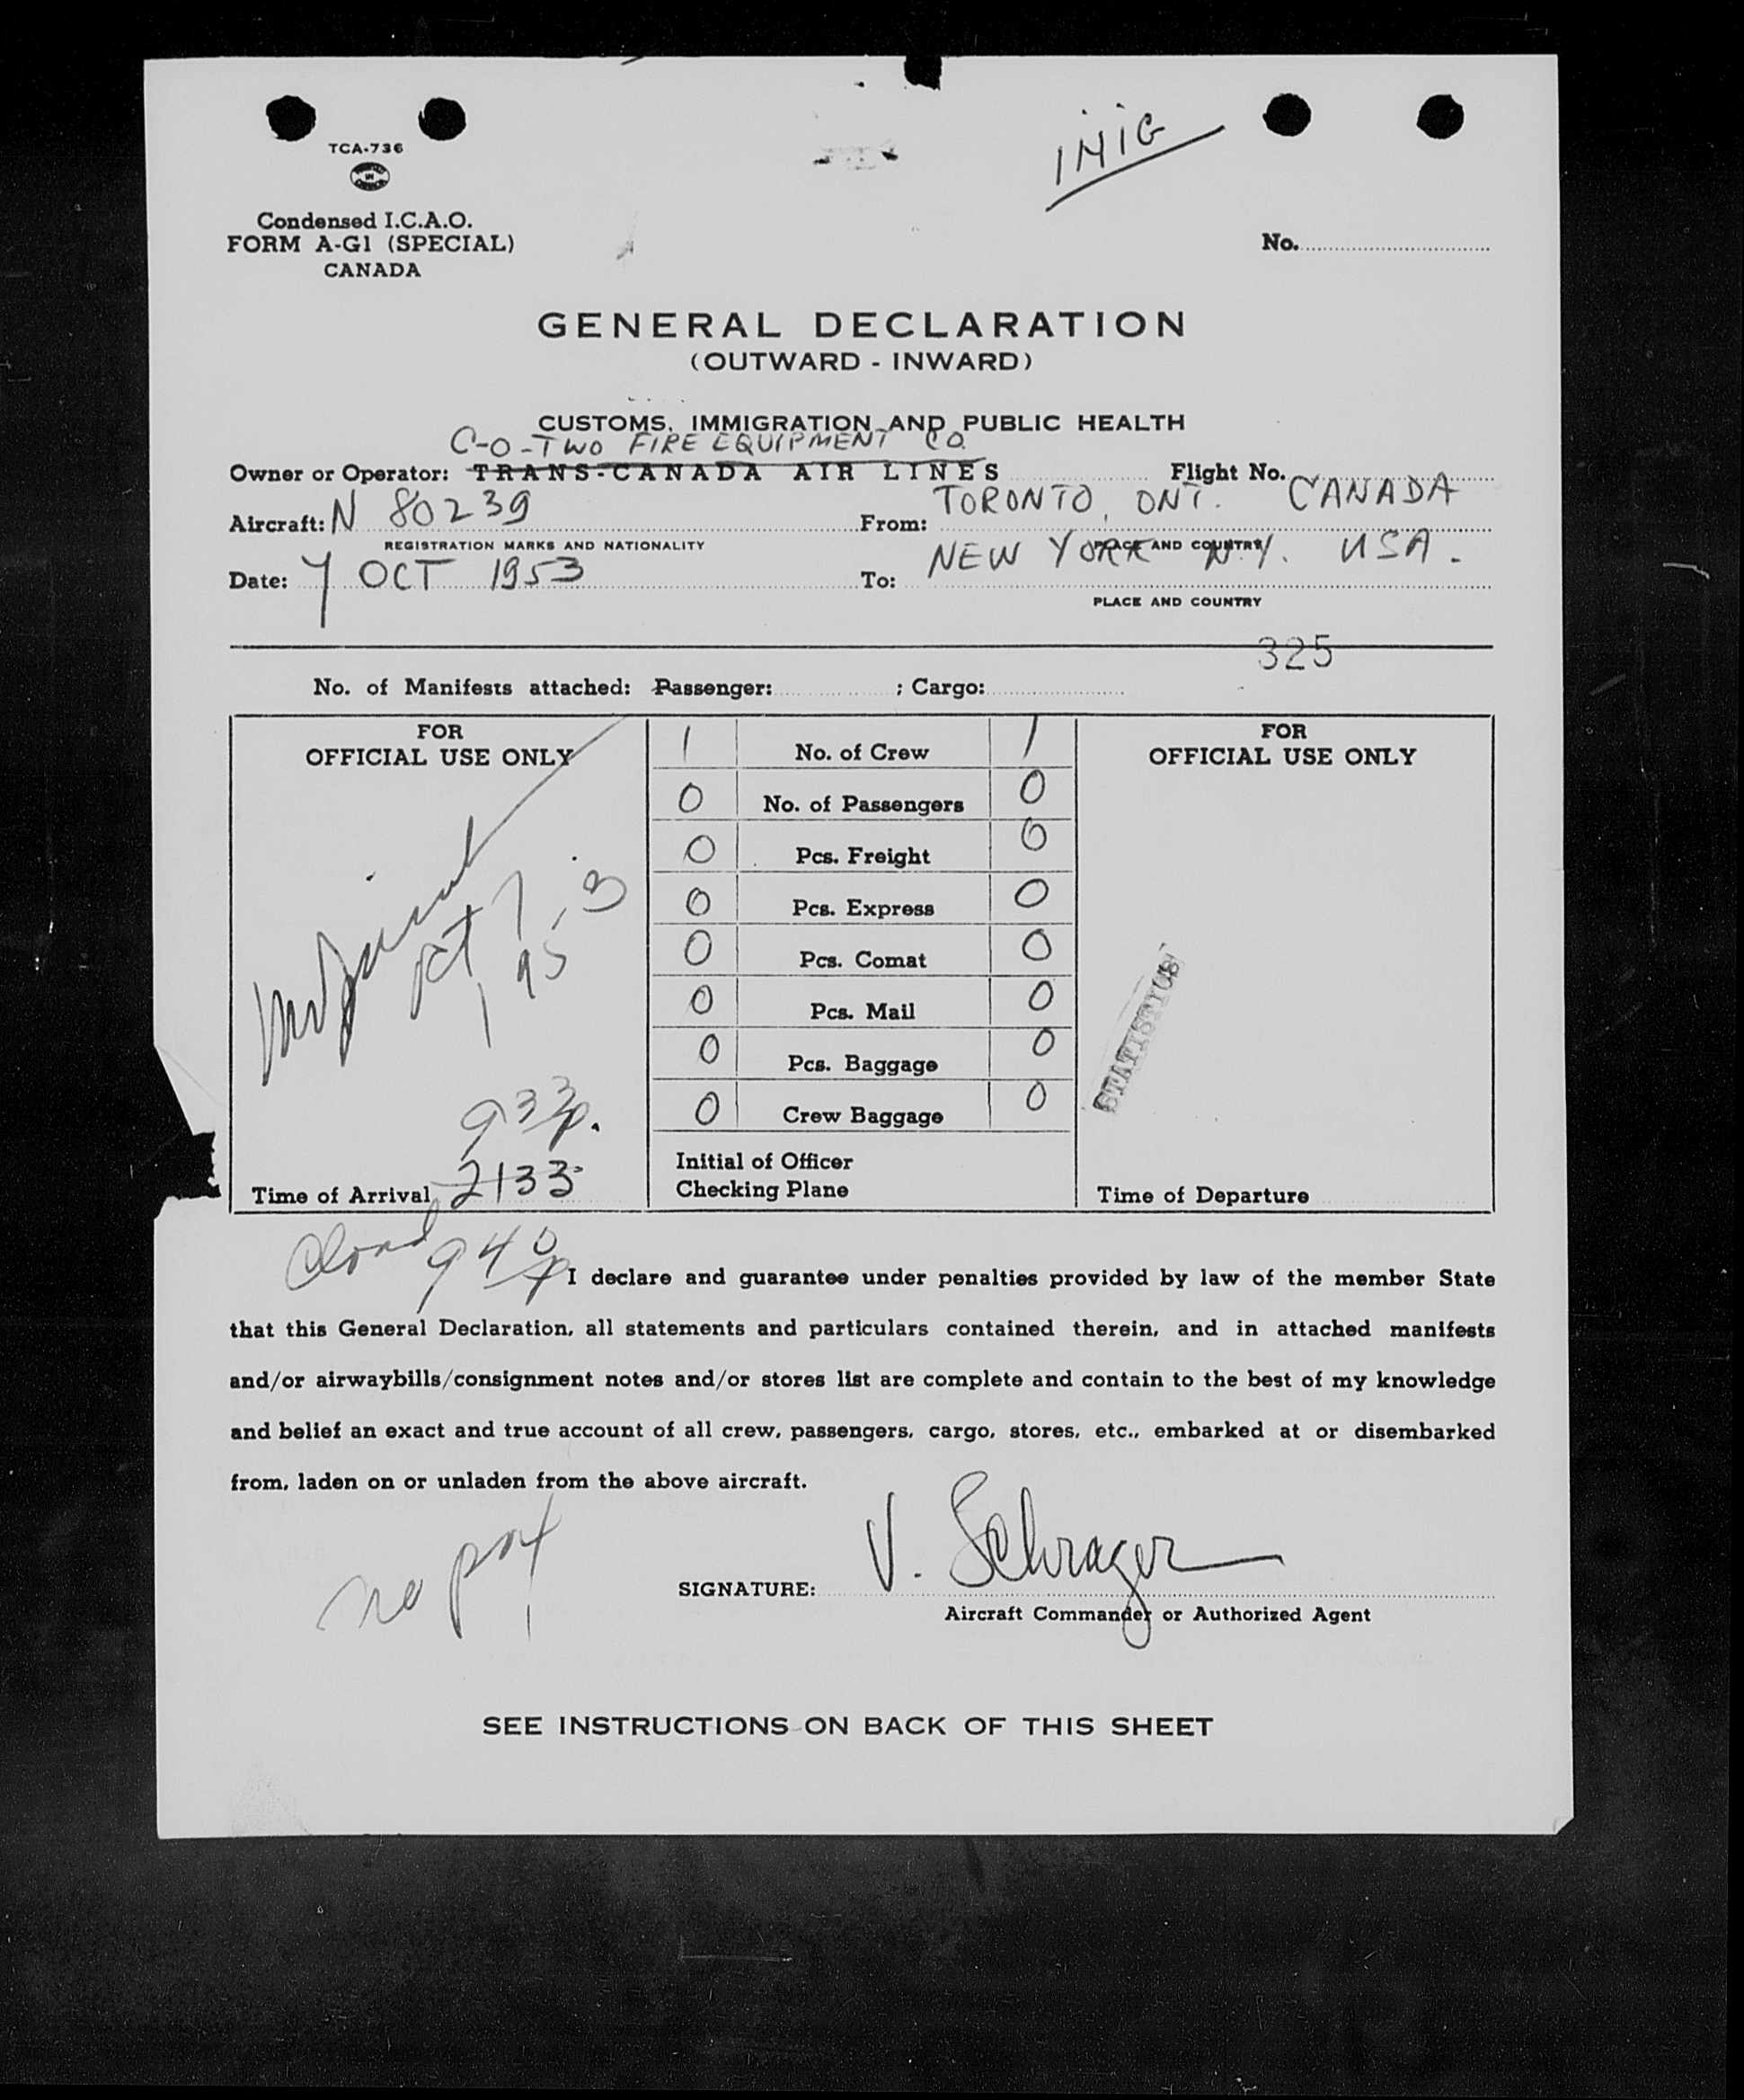 TCA-736
Condensed I.C.A.O.
FORM A-G1 (SPECIAL)
CANADA
No.
GENERAL DECLARATION
(OUTWARD - INWARD)
CUSTOMS, IMMIGRATION AND PUBLIC HEALTH
C-O-TWO FIRE EQUIPMENT CO.
Owner or Operator: TRANS-CANADA AIR LINES Flight No.
Aircraft: N 80239 From: TORONTO, ONT. CANADA
REGISTRATION MARKS AND NATIONALITY PLACE AND COUNTRY
Date: 7 OCT 1953 To: NEW YORK N.Y. USA.
PLACE AND COUNTRY
325
No. of Manifests attached: Passenger: ; Cargo:
FOR
OFFICIAL USE ONLY
1 No. of Crew 1
0 No. of Passengers 0
0 Pcs. Freight 0
0 Pcs. Express 0
0 Pcs. Comat 0
0 Pcs. Mail 0
0 Pcs. Baggage 0
0 Crew Baggage 0
Initial of Officer
Checking Plane
FOR
OFFICIAL USE ONLY
STATISTICS
Oct 7, 1953
933p.
Time of Arrival 2133
Time of Departure
940p
I declare and guarantee under penalties provided by law of the member State
that this General Declaration, all statements and particulars contained therein, and in attached manifests
and/or airwaybills/consignment notes and/or stores list are complete and contain to the best of my knowledge
and belief an exact and true account of all crew, passengers, cargo, stores, etc., embarked at or disembarked
from, laden on or unladen from the above aircraft.
no
SIGNATURE: V. Schrager
Aircraft Commander or Authorized Agent
SEE INSTRUCTIONS ON BACK OF THIS SHEET